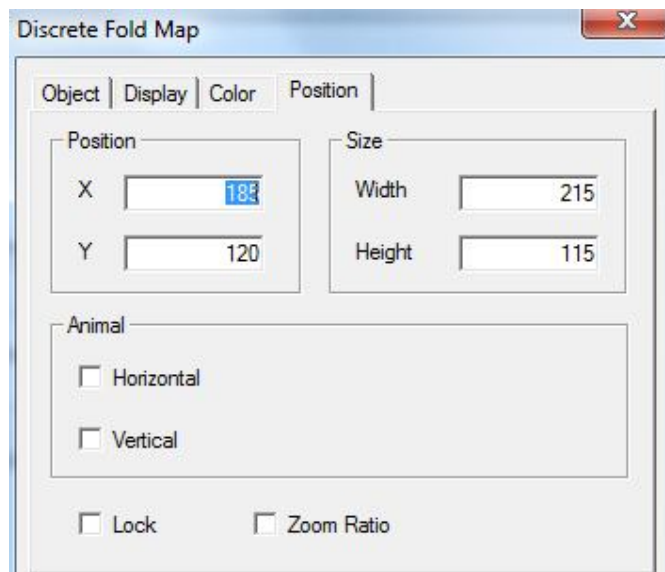 Discrete Fold Map
Object Display Color Position
Position
X 185
Y 120
Size
Width 215
Height 115
Animal
Horizontal
Vertical
Lock Zoom Ratio